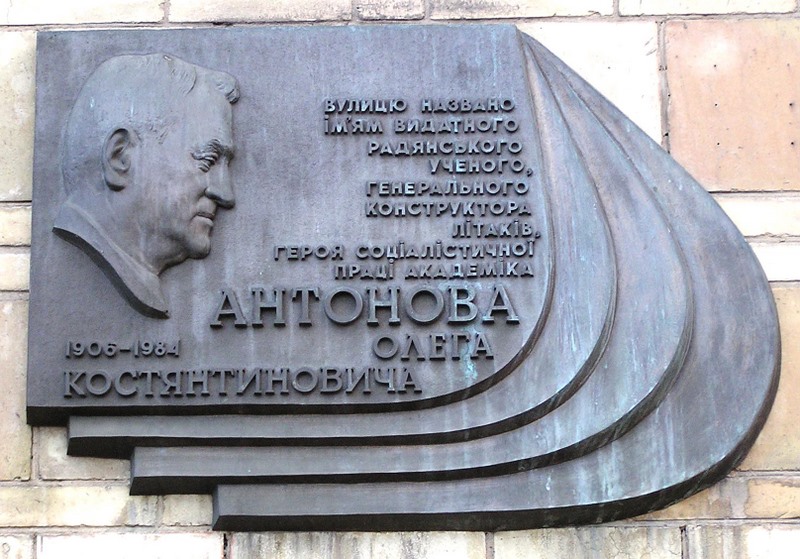 ВУЛИЦЮ НАЗВАНО
ІМ'ЯМ ВИДАТНОГО
РАДЯНСЬКОГО
УЧЕНОГО,
ГЕНЕРАЛЬНОГО
КОНСТРУКТОРА
ЛІТАКІВ,
ГЕРОЯ СОЦІАЛІСТИЧНОЇ
ПРАЦІ АКАДЕМІКА
АНТОНОВА
1906–1984 ОЛЕГА
КОСТЯНТИНОВИЧА